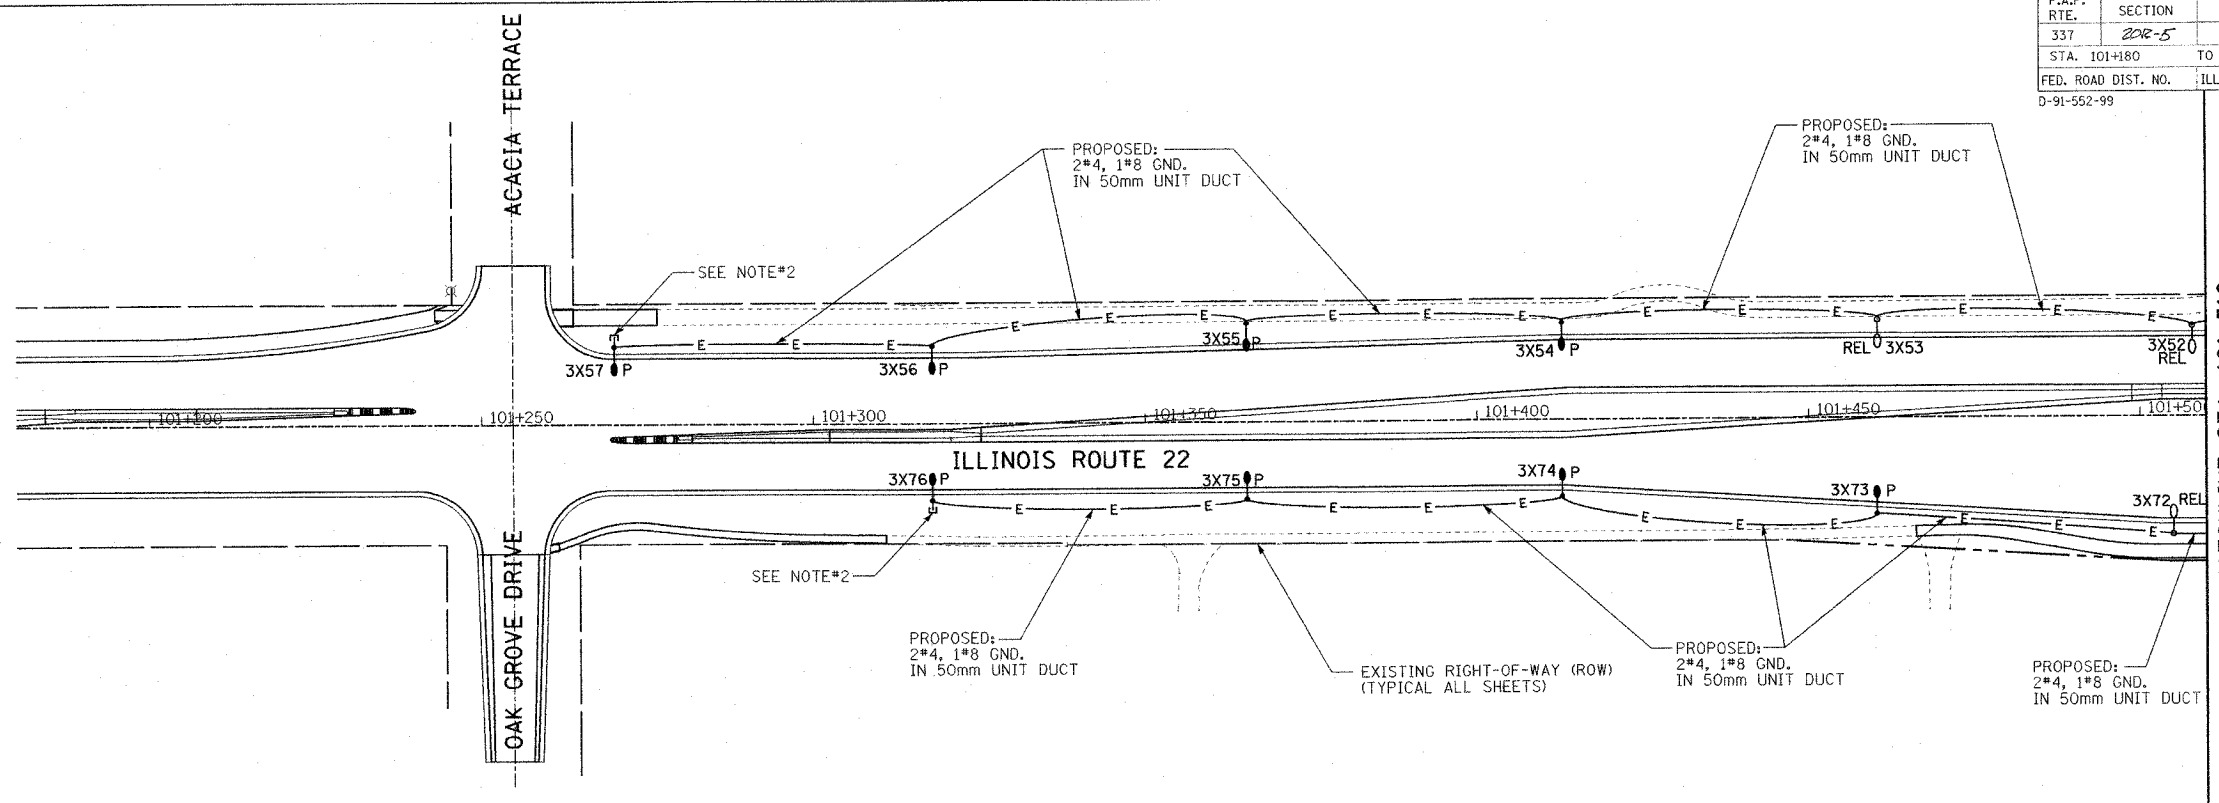 RTE.
SECTION
337
20R-5
STA. 101+180 TO
FED. ROAD DIST. NO. ILL
D-91-552-99
ACACIA TERRACE
PROPOSED:
2#4, 1#8 GND.
IN 50mm UNIT DUCT
PROPOSED:
2#4, 1#8 GND.
IN 50mm UNIT DUCT
SEE NOTE#2
E E E E E E E E E E E E E E E
3X57 P
3X56 P
3X55 P
3X54 P
REL 3X53
3X52
REL
101+200
101+250
101+300
101+350
101+400
101+450
101+50
ILLINOIS ROUTE 22
3X76 P
3X75 P
3X74 P
3X73 P
3X72 REL
E E E E E E E E E E E E
SEE NOTE#2
OAK GROVE DRIVE
PROPOSED:
2#4, 1#8 GND.
IN 50mm UNIT DUCT
EXISTING RIGHT-OF-WAY (ROW)
(TYPICAL ALL SHEETS)
PROPOSED:
2#4, 1#8 GND.
IN 50mm UNIT DUCT
PROPOSED:
2#4, 1#8 GND.
IN 50mm UNIT DUCT